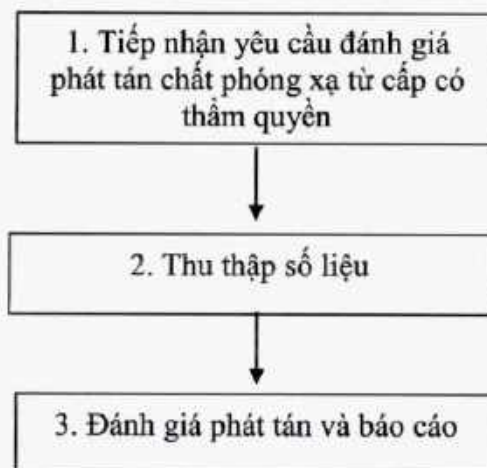 1. Tiếp nhận yêu cầu đánh giá
phát tán chất phóng xạ từ cấp có
thẩm quyền
2. Thu thập số liệu
3. Đánh giá phát tán và báo cáo